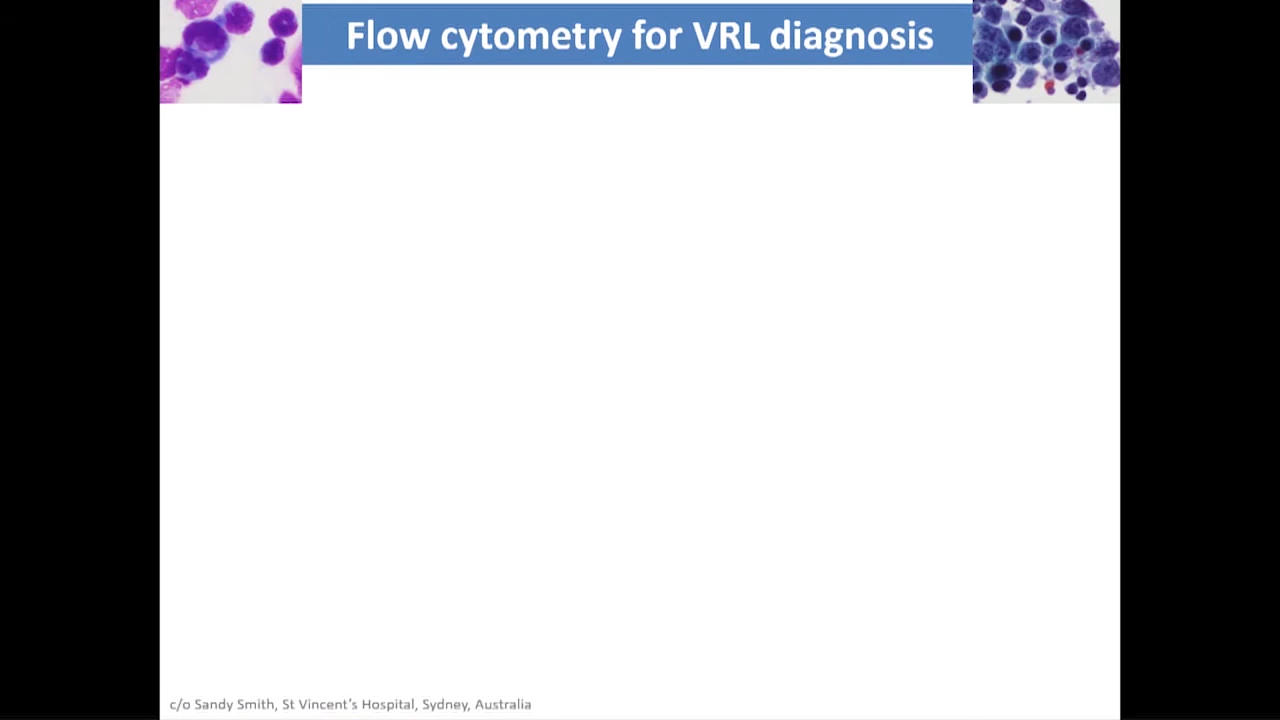 Flow cytometry for VRL diagnosis
c/o Sandy Smith, St Vincent's Hospital, Sydney, Australia